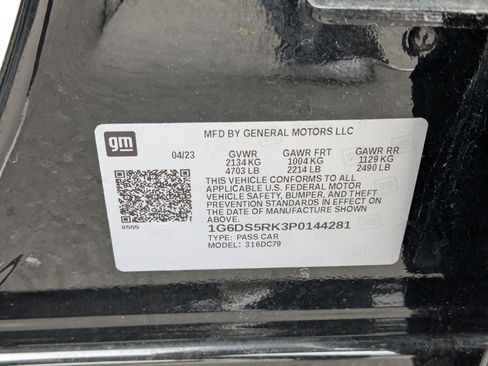 gm
MFD BY GENERAL MOTORS LLC
04/23 GVWR GAWR FRT GAWR RR
2134 KG 1004 KG 1129 KG
4703 LB 2214 LB 2490 LB
THIS VEHICLE CONFORMS TO ALL
APPLICABLE U.S. FEDERAL MOTOR
VEHICLE SAFETY, BUMPER, AND THEFT
PREVENTION STANDARDS IN EFFECT ON
THE DATE OF MANUFACTURE SHOWN
ABOVE.
8555
1G6DS5RK3P0144281
TYPE: PASS CAR
MODEL: 316DC79